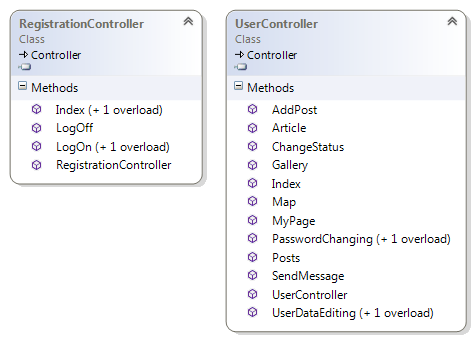 RegistrationController
Class
Controller
Methods
Index (+ 1 overload)
LogOff
LogOn (+ 1 overload)
RegistrationController
UserController
Class
Controller
Methods
AddPost
Article
ChangeStatus
Gallery
Index
Map
MyPage
PasswordChanging (+ 1 overload)
Posts
SendMessage
UserController
UserDataEditing (+ 1 overload)